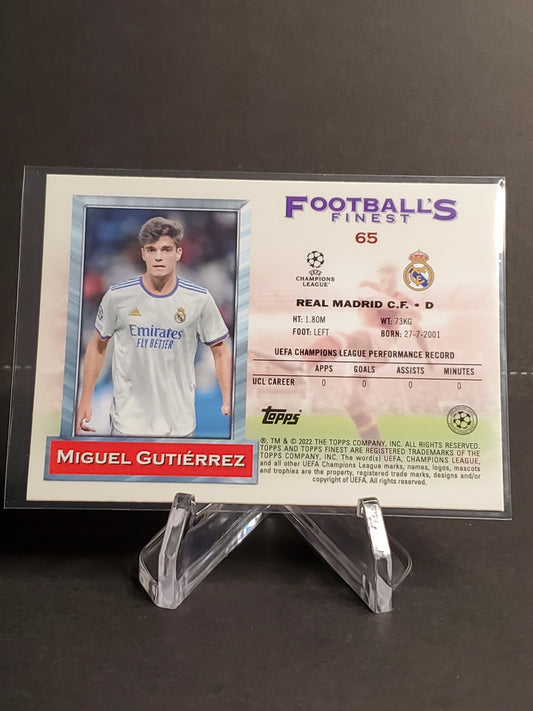 FOOTBALL'S
FINEST
65
UEFA
CHAMPIONS
LEAGUE
REAL MADRID C.F. • D
HT: 1.80M WT: 73KG
FOOT: LEFT BORN: 27-7-2001
UEFA CHAMPIONS LEAGUE PERFORMANCE RECORD
APPS GOALS ASSISTS MINUTES
UCL CAREER 0 0 0 0
Topps
®, TM & © 2022 THE TOPPS COMPANY, INC. ALL RIGHTS RESERVED.
TOPPS AND TOPPS FINEST ARE REGISTERED TRADEMARKS OF THE
TOPPS COMPANY, INC. The word(s) UEFA, CHAMPIONS LEAGUE,
and all other UEFA Champions League marks, names, logos, mascots
and trophies are the property, registered trade marks, designs and/or
copyright of UEFA. All rights reserved.
adidas
Emirates
FLY BETTER
MIGUEL GUTIÉRREZ